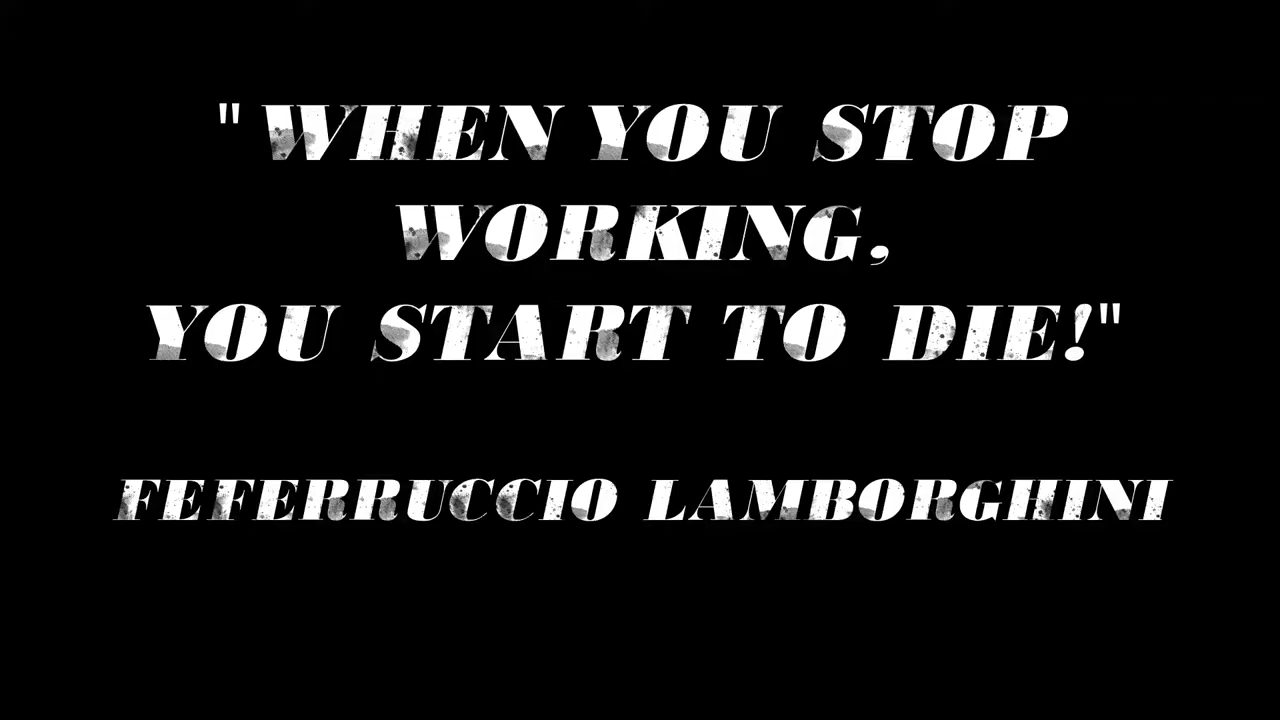 "WHEN YOU STOP
WORKING,
YOU START TO DIE!"
FEFERRUCCIO LAMBORGHINI